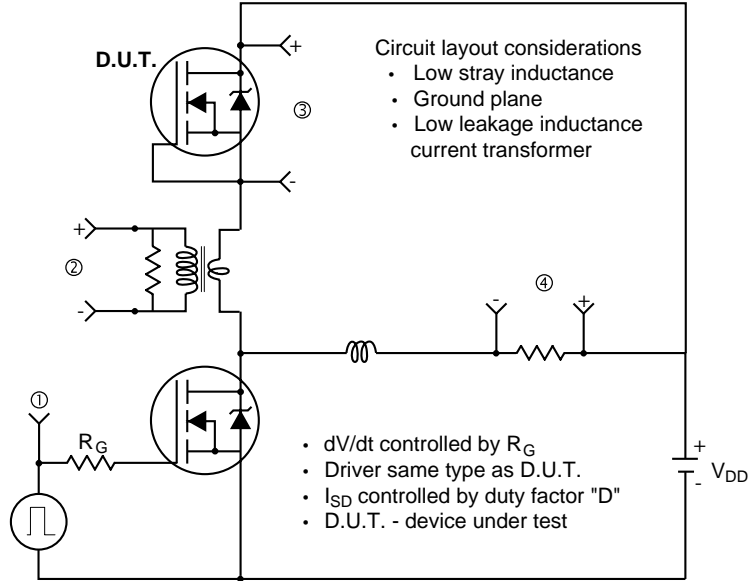 D.U.T.
+
Circuit layout considerations
• Low stray inductance
• Ground plane
• Low leakage inductance
current transformer
③
-
+
②
-
④
-
+
①
R_G
• dV/dt controlled by R_G
• Driver same type as D.U.T.
• I_SD controlled by duty factor "D"
• D.U.T. - device under test
+
V_DD
-